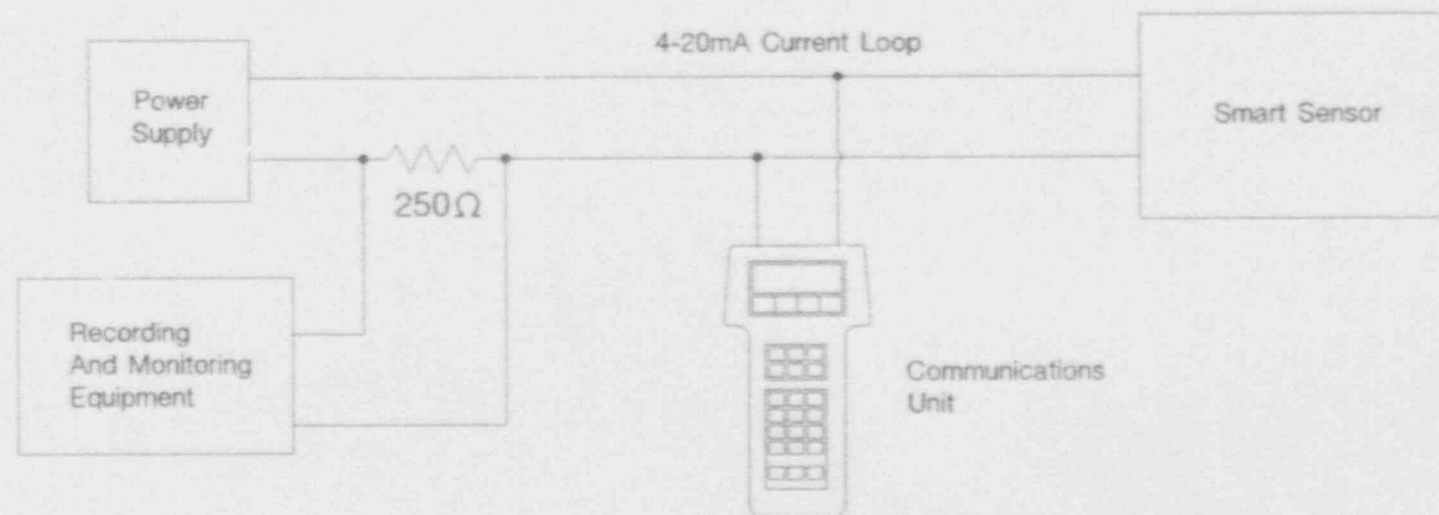 4-20mA Current Loop
Power
Supply
Smart Sensor
250Ω
Recording
And Monitoring
Equipment
Communications
Unit